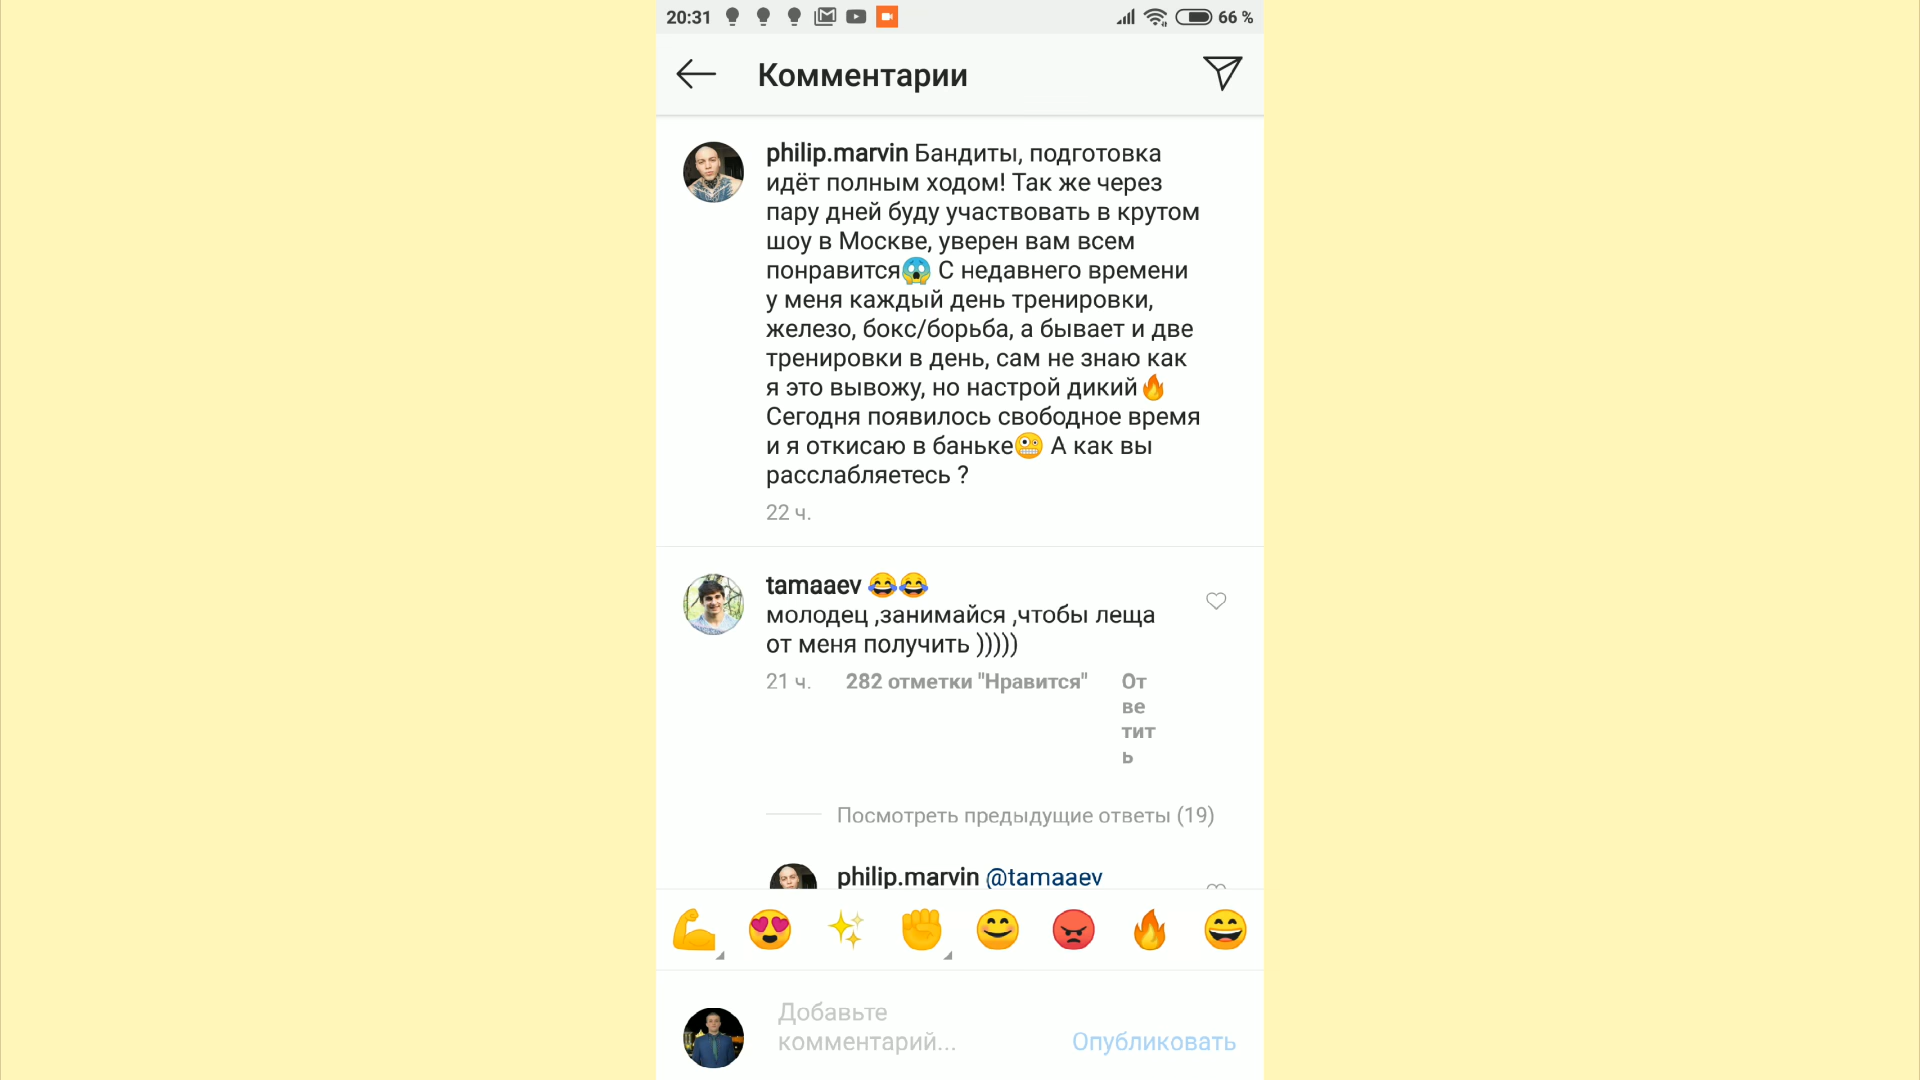 20:31
66 %
Комментарии
philip.marvin Бандиты, подготовка
идёт полным ходом! Так же через
пару дней буду участвовать в крутом
шоу в Москве, уверен вам всем
понравится😱 С недавнего времени
у меня каждый день тренировки,
железо, бокс/борьба, а бывает и две
тренировки в день, сам не знаю как
я это вывожу, но настрой дикий🔥
Сегодня появилось свободное время
и я откисаю в баньке🤪 А как вы
расслабляетесь ?
22 ч.
tamaaev 😂😂
молодец ,занимайся ,чтобы леща
от меня получить )))))
21 ч. 282 отметки "Нравится" От
ве
тит
ь
Посмотреть предыдущие ответы (19)
philip.marvin @tamaaev
Добавьте
комментарий...
Опубликовать